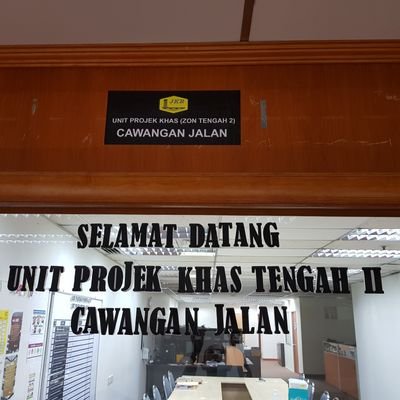 JKR
UNIT PROJEK KHAS (ZON TENGAH 2)
CAWANGAN JALAN
SELAMAT DATANG
UNIT PROJEK KHAS TENGAH II
CAWANGAN JALAN